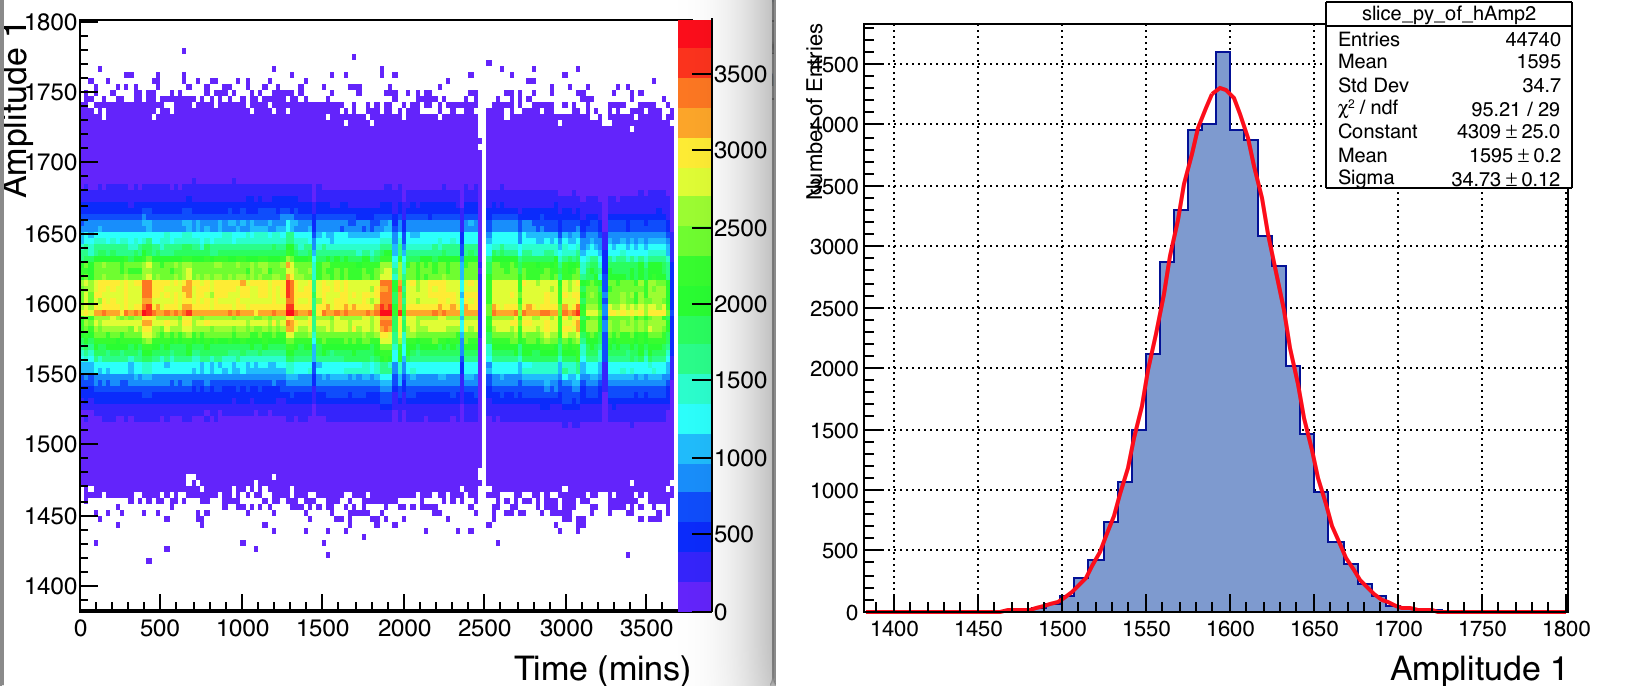 Amplitude 1
1800
1750
1700
1650
1600
1550
1500
1450
1400
0 500 1000 1500 2000 2500 3000 3500
Time (mins)
3500
3000
2500
2000
1500
1000
500
0
slice_py_of_hAmp2
Entries 44740
Mean 1595
Std Dev 34.7
χ² / ndf 95.21 / 29
Constant 4309 ± 25.0
Mean 1595 ± 0.2
Sigma 34.73 ± 0.12
Number of Entries
4500
4000
3500
3000
2500
2000
1500
1000
500
0
1400 1450 1500 1550 1600 1650 1700 1750 1800
Amplitude 1